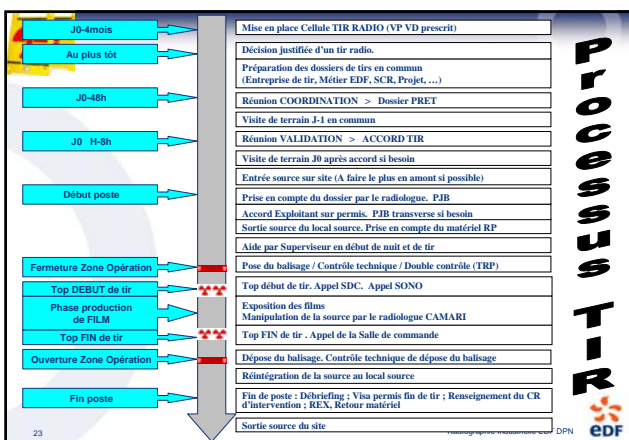 J0-4mois
Mise en place Cellule TIR RADIO (VP VD prescrit)
Au plus tôt
Décision justifiée d'un tir radio.
Préparation des dossiers de tirs en commun
(Entreprise de tir, Métier EDF, SCR, Projet, …)
J0-48h
Réunion COORDINATION > Dossier PRET
Visite de terrain J-1 en commun
J0 H-8h
Réunion VALIDATION > ACCORD TIR
Visite de terrain J0 après accord si besoin
Entrée source sur site (A faire le plus en amont si possible)
Début poste
Prise en compte du dossier par le radiologue. PJB
Accord Exploitant sur permis. PJB transverse si besoin
Sortie source du local source. Prise en compte du matériel RP
Aide par Superviseur en début de nuit et de tir
Fermeture Zone Opération
Pose du balisage / Contrôle technique / Double contrôle (TRP)
Top DEBUT de tir
Top début de tir. Appel SDC. Appel SONO
Phase production
de FILM
Exposition des films
Manipulation de la source par le radiologue CAMARI
Top FIN de tir
Top FIN de tir . Appel de la Salle de commande
Ouverture Zone Opération
Dépose du balisage. Contrôle technique de dépose du balisage
Réintégration de la source au local source
Fin poste
Fin de poste : Débriefing ; Visa permis fin de tir ; Renseignement du CR
d'intervention ; REX, Retour matériel
Sortie source du site
Processus TIR
23
DPN
eDF